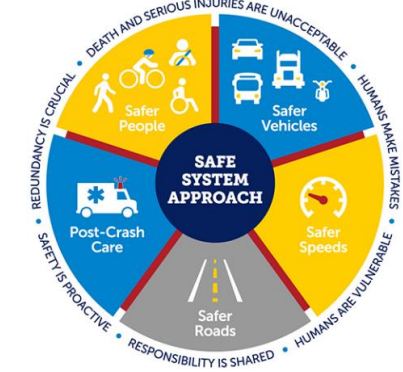 DEATH AND SERIOUS INJURIES ARE UNACCEPTABLE
HUMANS MAKE MISTAKES
HUMANS ARE VULNERABLE
RESPONSIBILITY IS SHARED
SAFETY IS PROACTIVE
REDUNDANCY IS CRUCIAL
Safer
People
Safer
Vehicles
SAFE
SYSTEM
APPROACH
Post-Crash
Care
Safer
Speeds
Safer
Roads